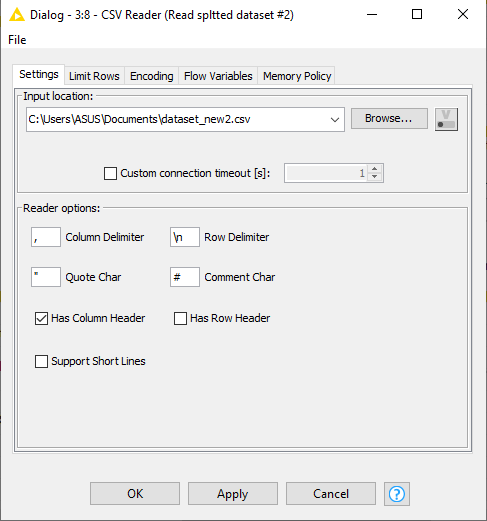 Dialog - 3:8 - CSV Reader (Read spltted dataset #2)
File
Settings Limit Rows Encoding Flow Variables Memory Policy
Input location:
C:\Users\ASUS\Documents\dataset_new2.csv Browse... V
Custom connection timeout [s]: 1
Reader options:
, Column Delimiter \n Row Delimiter
" Quote Char # Comment Char
Has Column Header Has Row Header
Support Short Lines
OK Apply Cancel ?